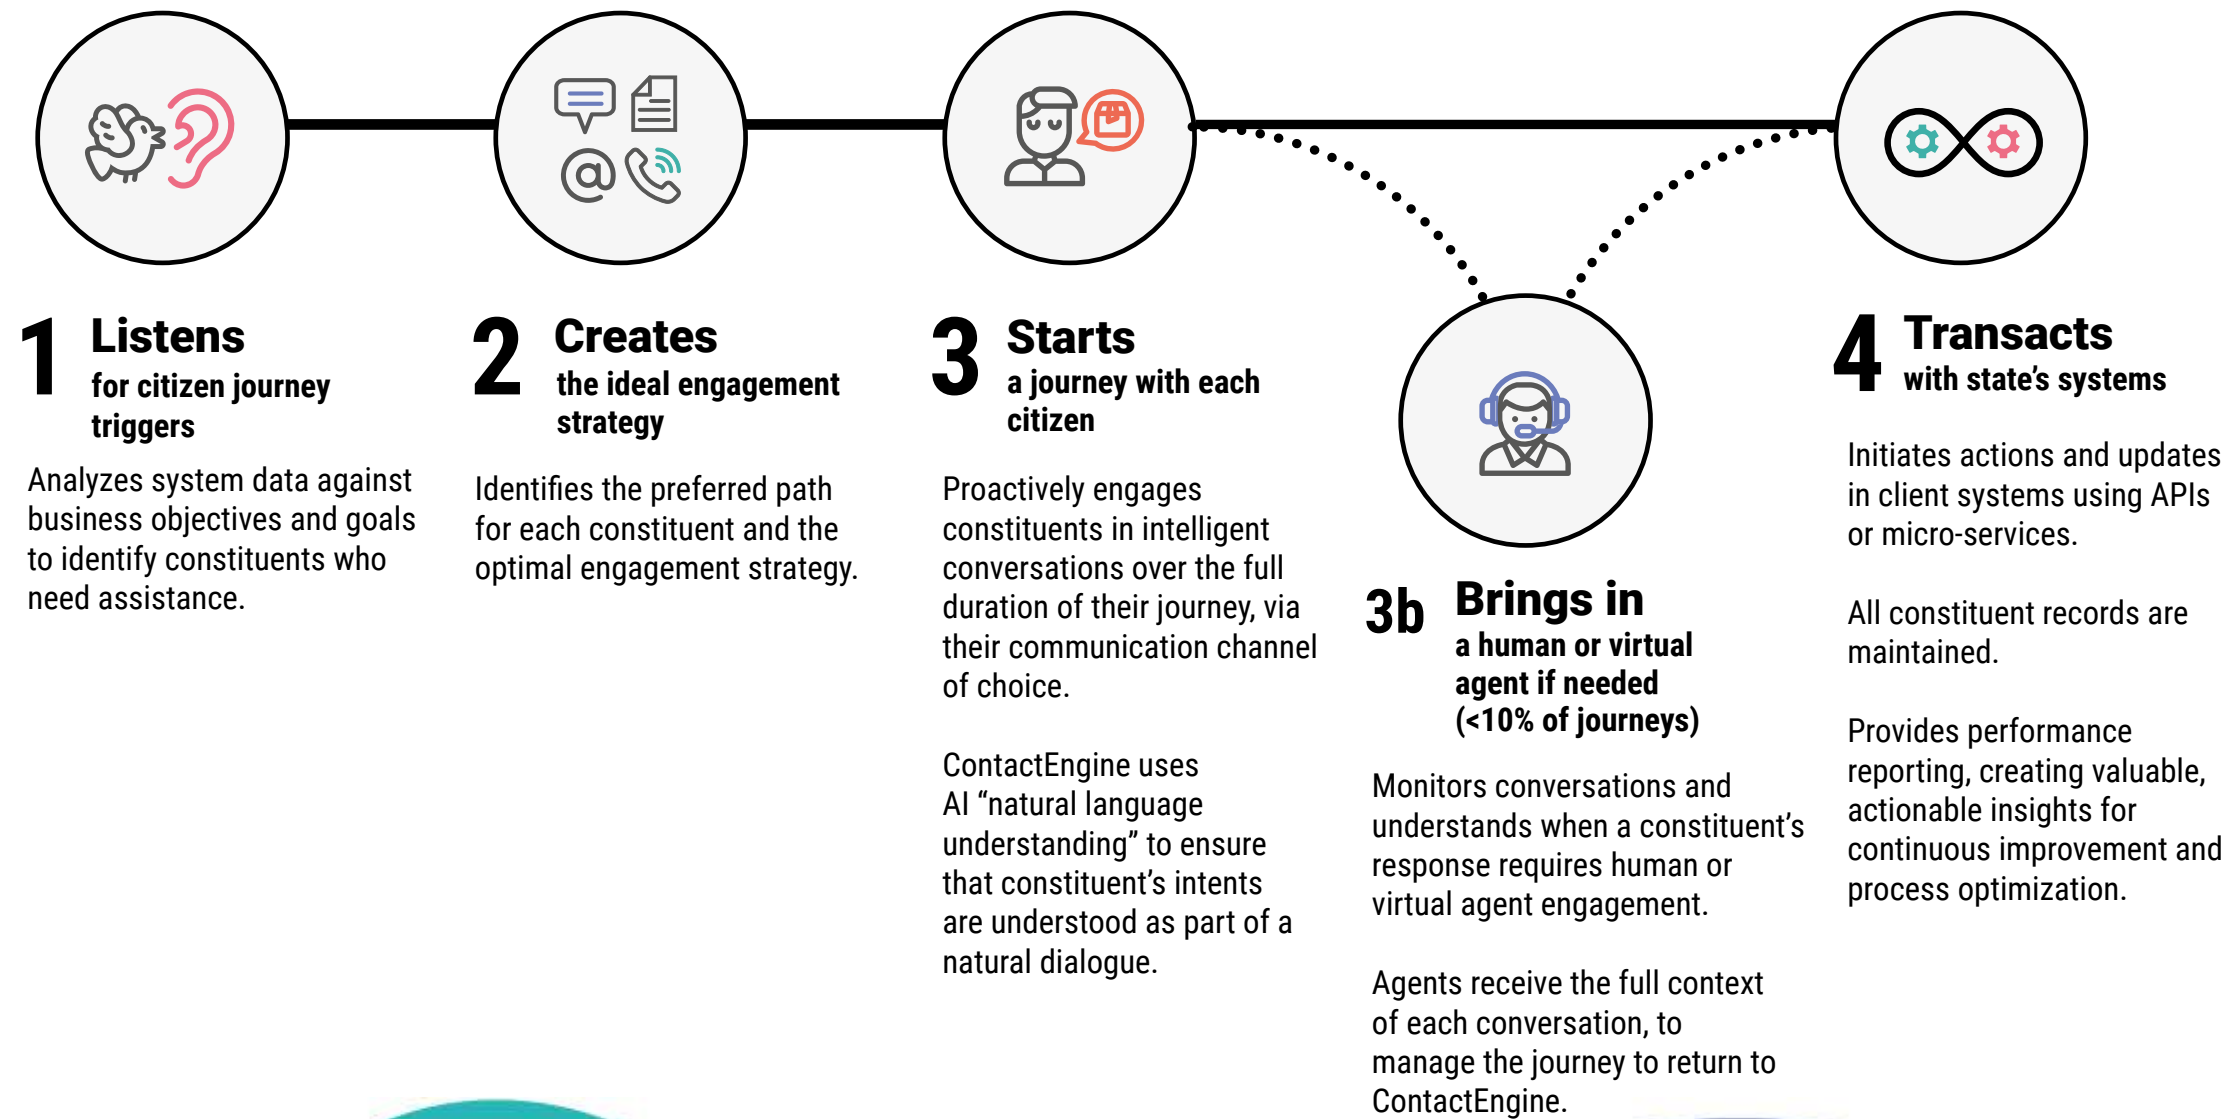 1 Listens
for citizen journey
triggers
Analyzes system data against
business objectives and goals
to identify constituents who
need assistance.
2 Creates
the ideal engagement
strategy
Identifies the preferred path
for each constituent and the
optimal engagement strategy.
3 Starts
a journey with each
citizen
Proactively engages
constituents in intelligent
conversations over the full
duration of their journey, via
their communication channel
of choice.
ContactEngine uses
AI “natural language
understanding” to ensure
that constituent's intents
are understood as part of a
natural dialogue.
3b Brings in
a human or virtual
agent if needed
(<10% of journeys)
Monitors conversations and
understands when a constituent's
response requires human or
virtual agent engagement.
Agents receive the full context
of each conversation, to
manage the journey to return to
ContactEngine.
4 Transacts
with state's systems
Initiates actions and updates
in client systems using APIs
or micro-services.
All constituent records are
maintained.
Provides performance
reporting, creating valuable,
actionable insights for
continuous improvement and
process optimization.